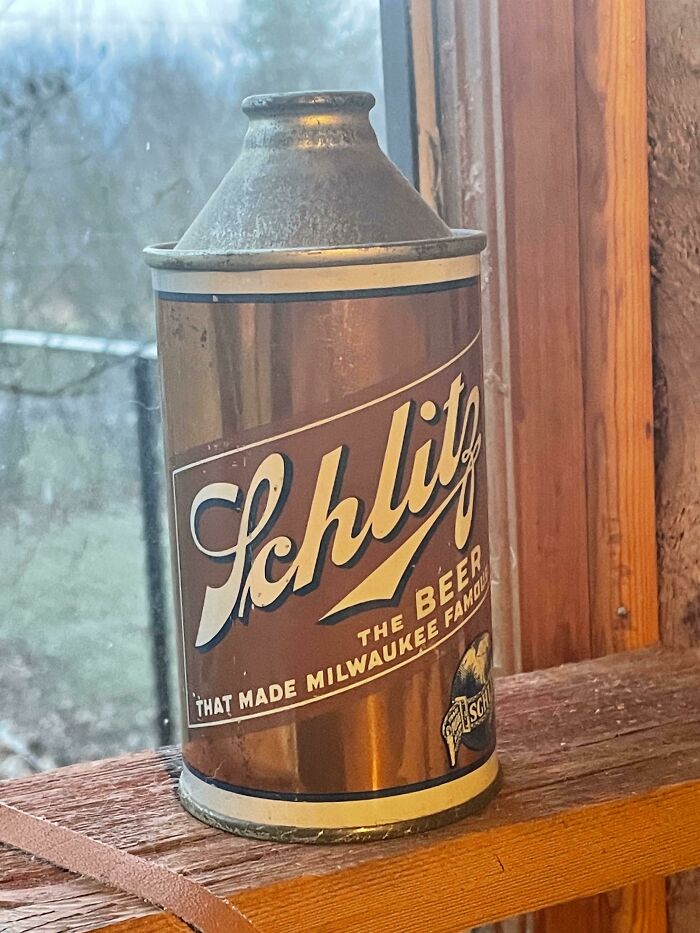 Schlitz
THE BEER
THAT MADE MILWAUKEE FAMOUS